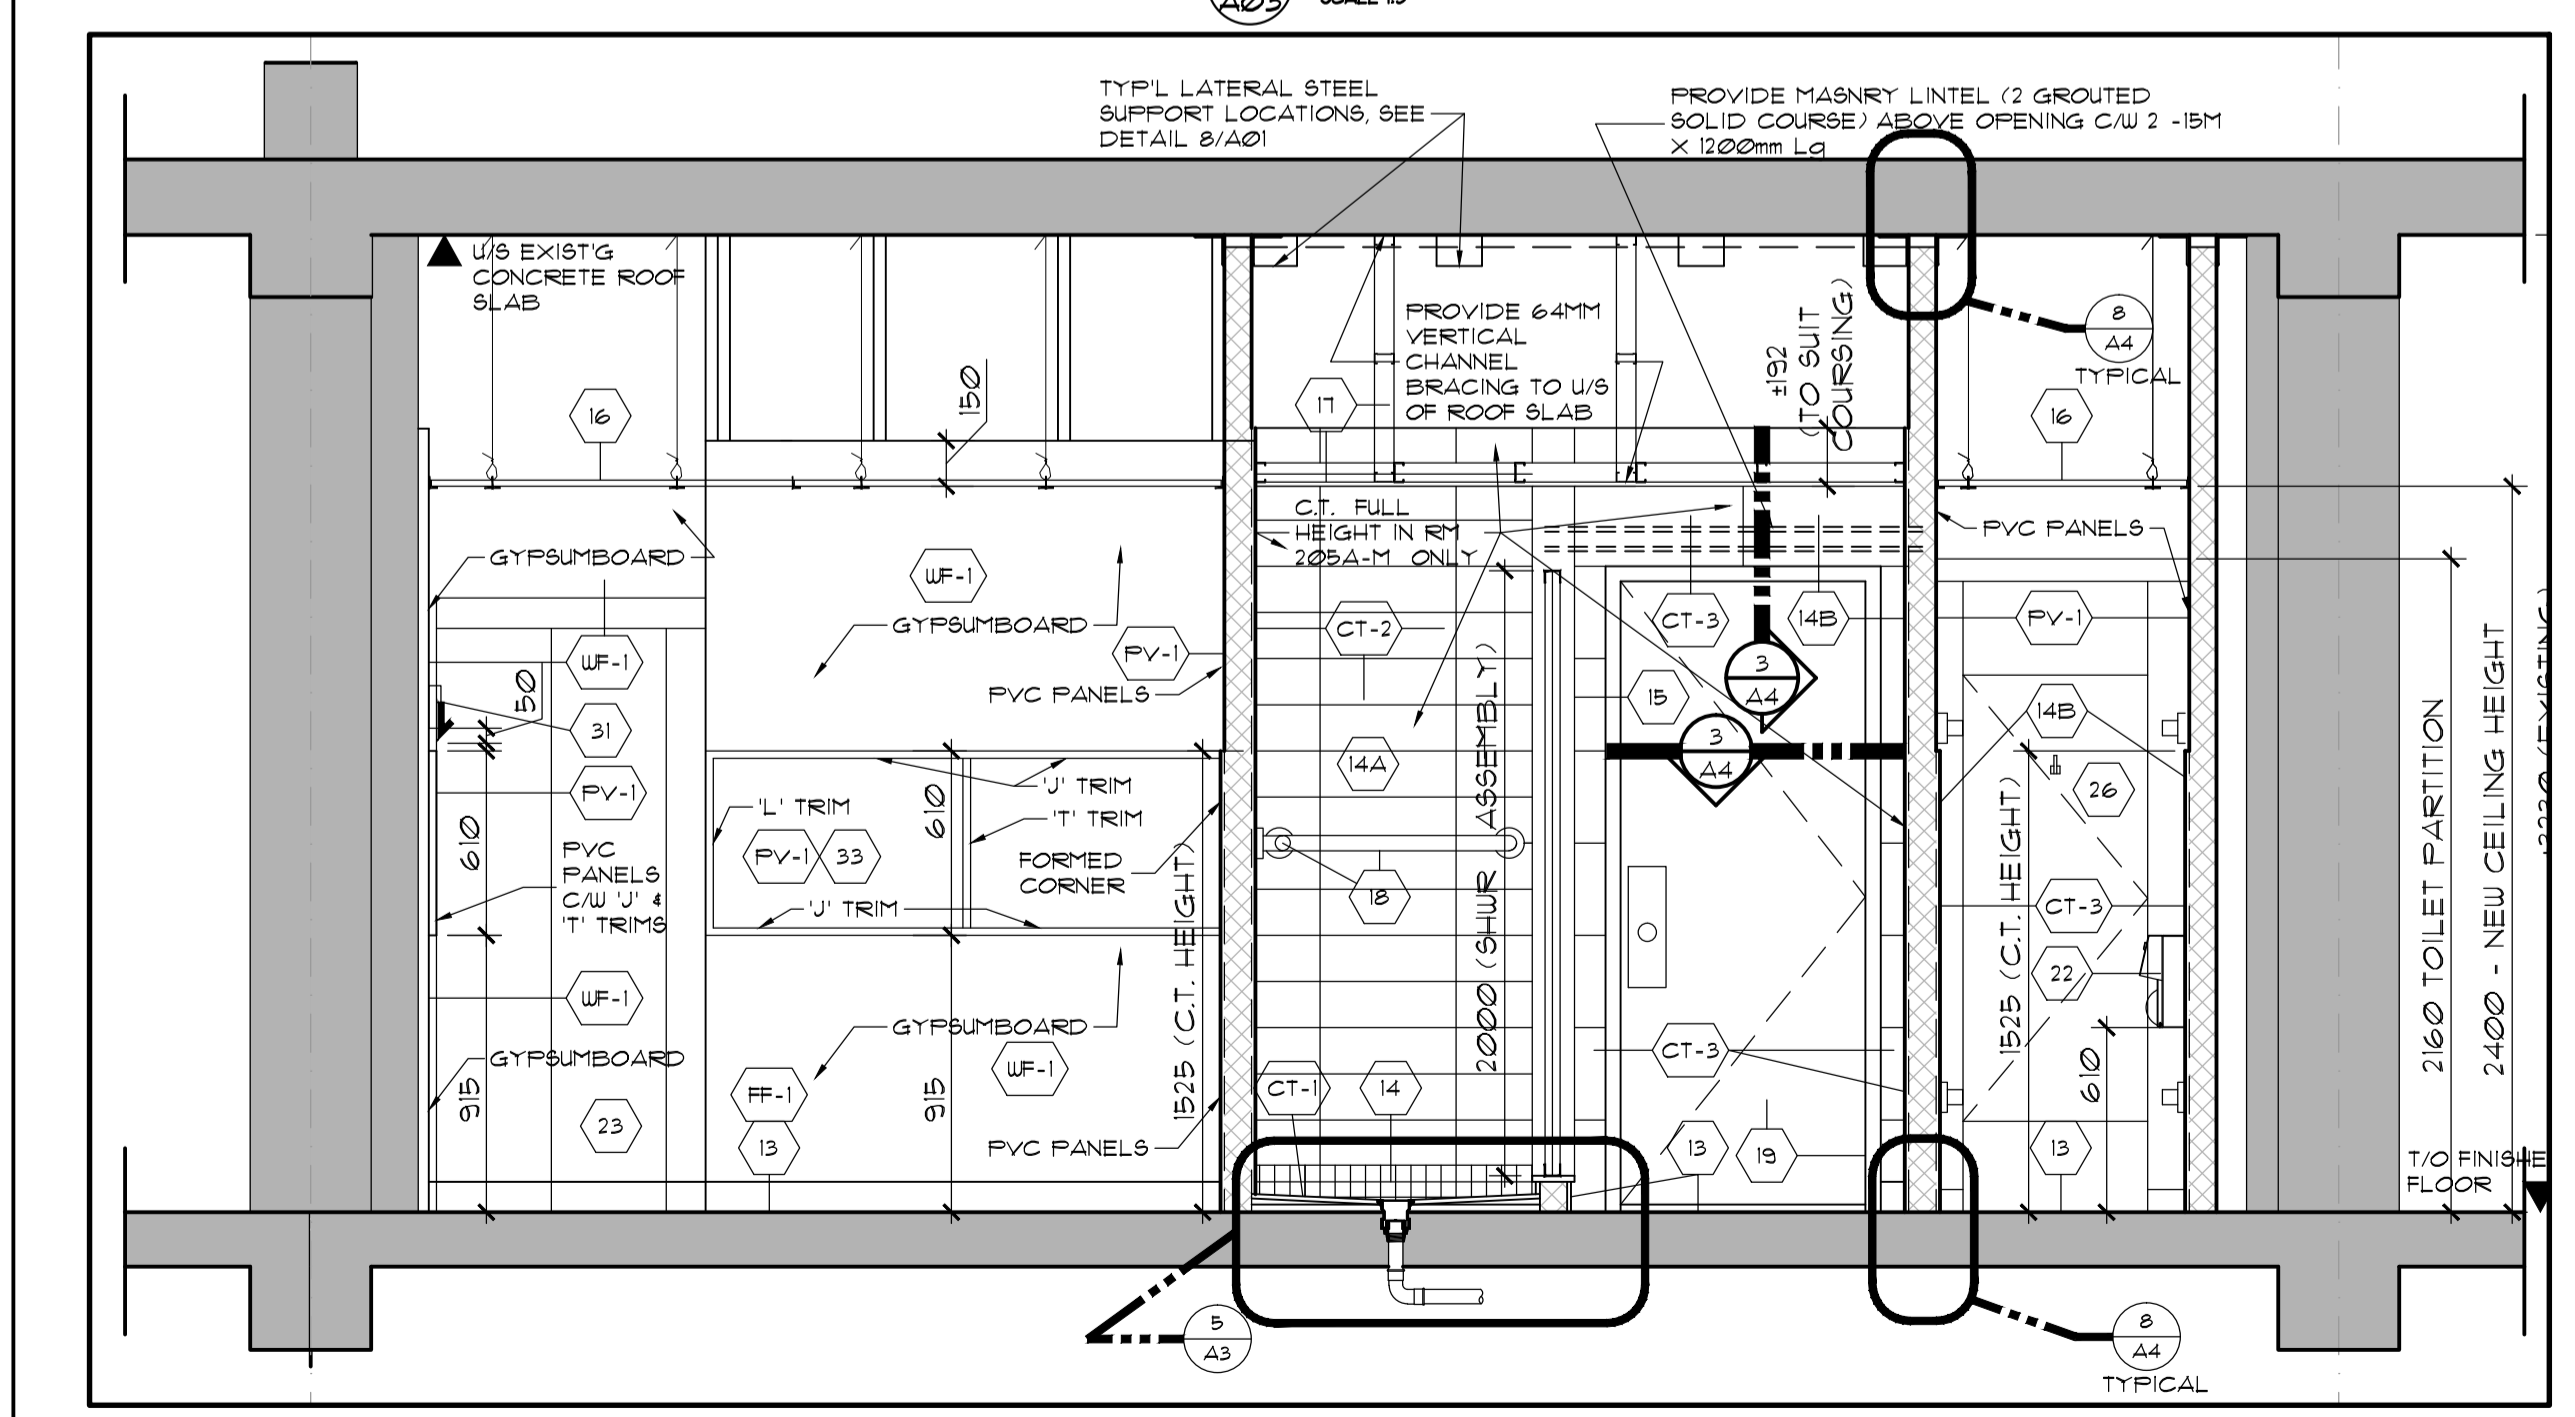 A03
TYP'L LATERAL STEEL
SUPPORT LOCATIONS, SEE
DETAIL 8/A01
PROVIDE MASNRY LINTEL (2 GROUTED
SOLID COURSE) ABOVE OPENING C/W 2 -15M
X 1200mm Lg
U/S EXIST'G
CONCRETE ROOF
SLAB
16
150
17
PROVIDE 64MM
VERTICAL
CHANNEL
BRACING TO U/S
OF ROOF SLAB
±192
(TO SUIT
COURSING)
8
A4
TYPICAL
16
GYPSUMBOARD
WF-1
GYPSUMBOARD
PV-1
PVC PANELS
C.T. FULL
HEIGHT IN RM
205A-M ONLY
CT-2
14A
2000 (SHWR ASSEMBLY)
CT-3
14B
15
3
A4
3
A4
PVC PANELS
PV-1
14B
26
WF-1
50
31
PV-1
610
PVC
PANELS
C/W 'J' &
'T' TRIMS
WF-1
GYPSUMBOARD
915
23
'L' TRIM
PV-1
33
'J' TRIM
610
'J' TRIM
'T' TRIM
FORMED
CORNER
GYPSUMBOARD
WF-1
FF-1
13
915
1525 (C.T. HEIGHT)
PVC PANELS
18
CT-1
14
CT-3
13
19
1525 (C.T. HEIGHT)
CT-3
22
610
13
2160 TOILET PARTITION
2400 - NEW CEILING HEIGHT
(EXISTING)
T/O FINISHE
FLOOR
5
A3
8
A4
TYPICAL